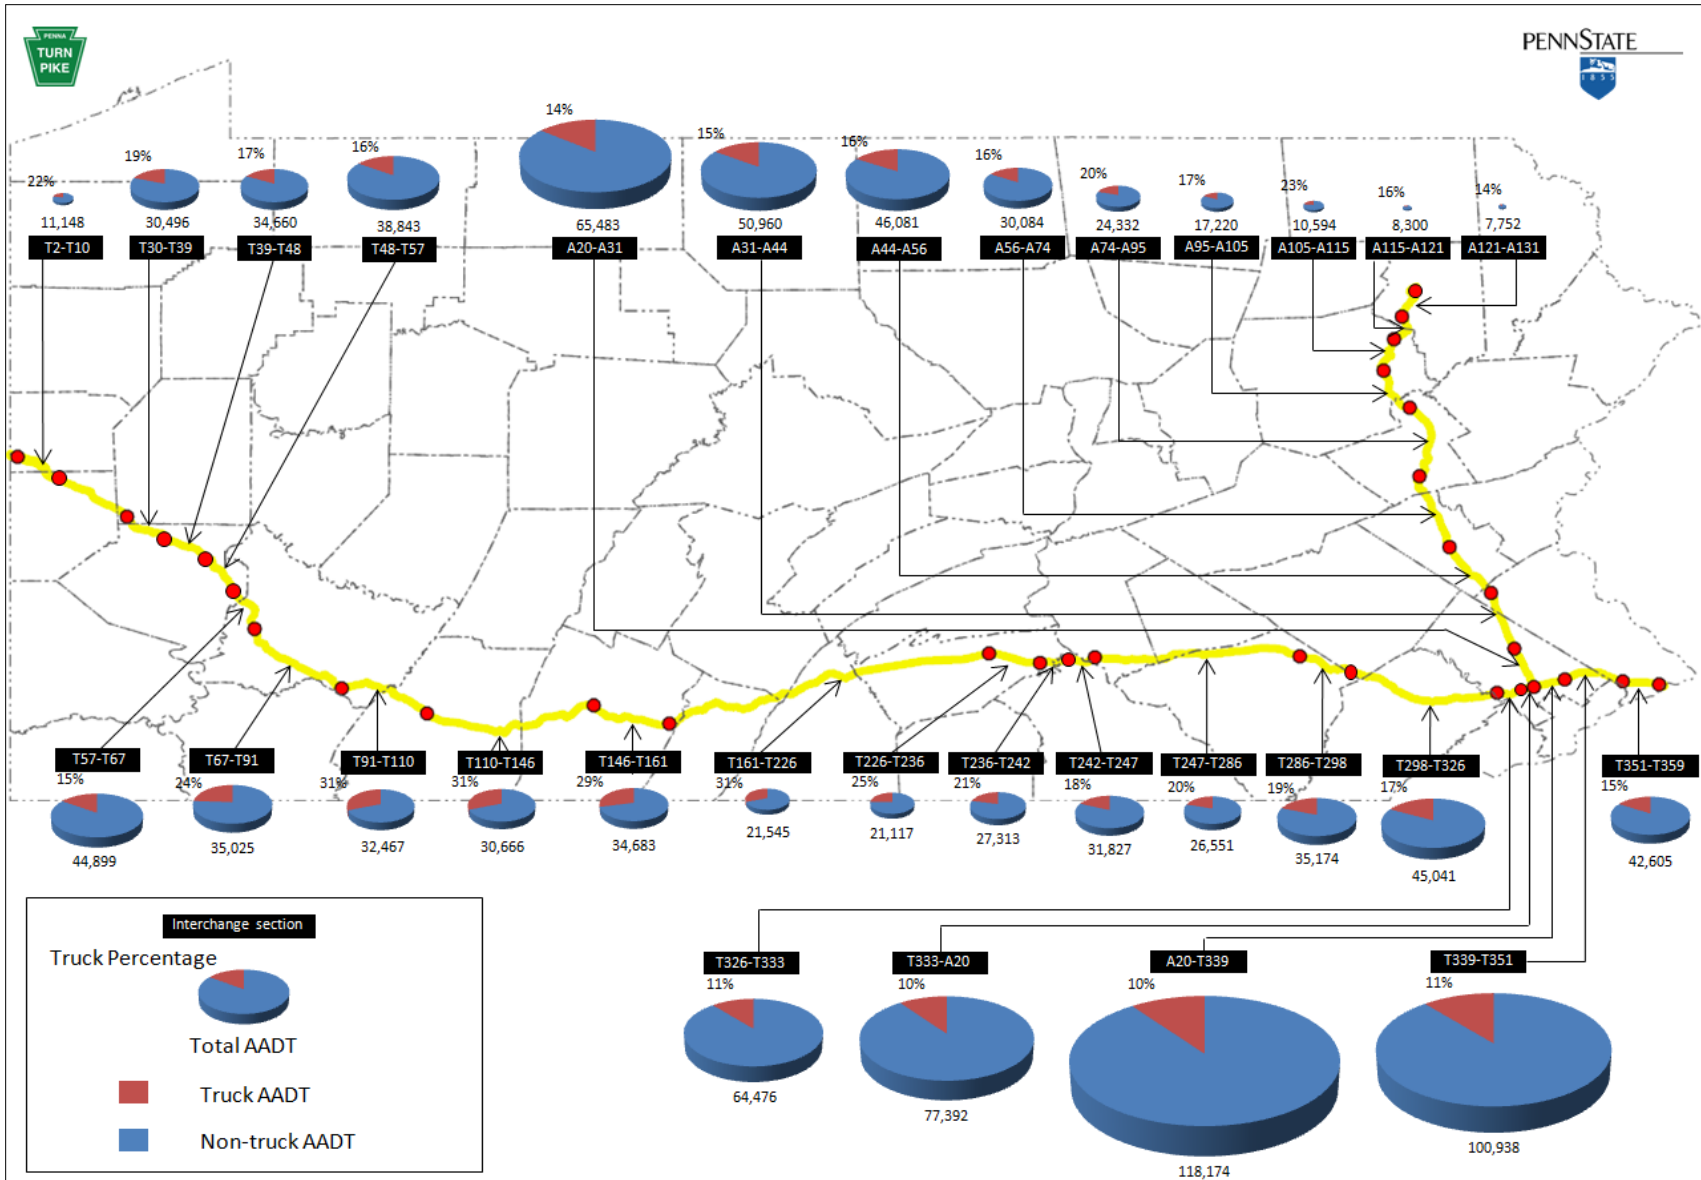 PENNA
TURN
PIKE
PENNSTATE
1855
14%
15%
16%
16%
19%
17%
16%
20%
17%
22%
23%
16%
14%
11,148
30,496
34,660
38,843
65,483
50,960
46,081
30,084
24,332
17,220
10,594
8,300
7,752
T2-T10
T30-T39
T39-T48
T48-T57
A20-A31
A31-A44
A44-A56
A56-A74
A74-A95
A95-A105
A105-A115
A115-A121
A121-A131
T57-T67
T67-T91
T91-T110
T110-T146
T146-T161
T161-T226
T226-T236
T236-T242
T242-T247
T247-T286
T286-T298
T298-T326
T351-T359
15%
24%
31%
31%
29%
31%
25%
21%
18%
20%
19%
17%
15%
44,899
35,025
32,467
30,666
34,683
21,545
21,117
27,313
31,827
26,551
35,174
45,041
42,605
Interchange section
Truck Percentage
Total AADT
Truck AADT
Non-truck AADT
T326-T333
T333-A20
A20-T339
T339-T351
11%
10%
10%
11%
64,476
77,392
118,174
100,938